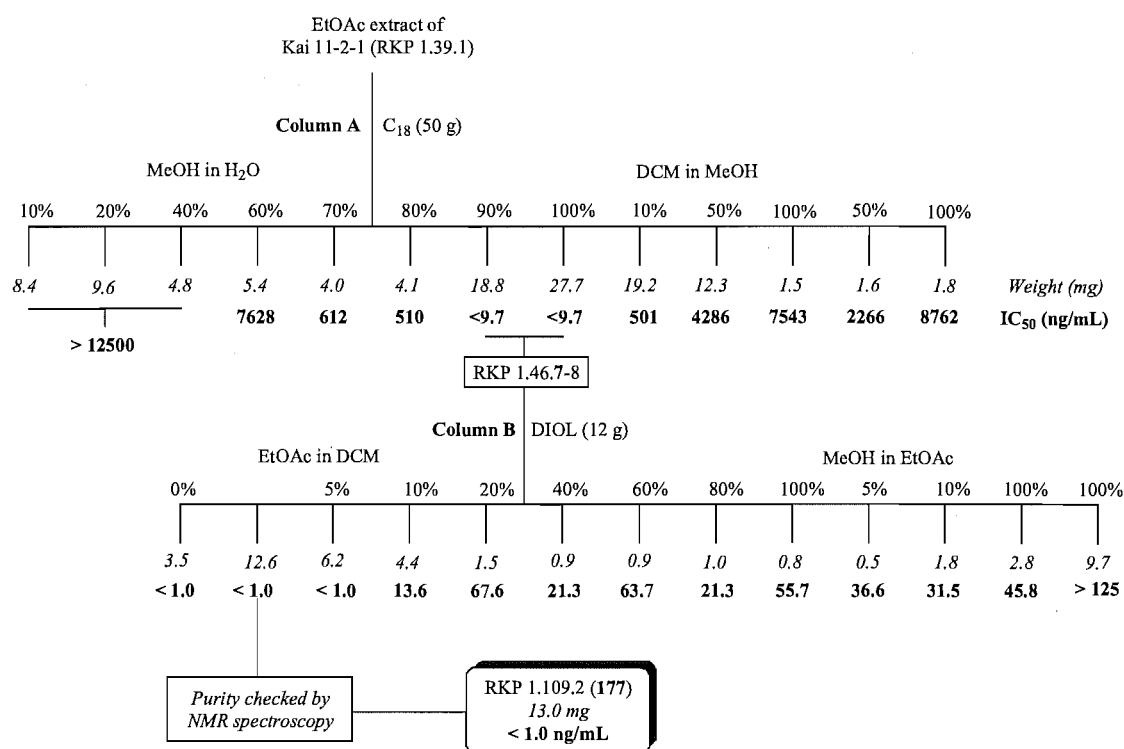 EtOAc extract of
Kai 11-2-1 (RKP 1.39.1)
Column A C₁₈ (50 g)
MeOH in H₂O DCM in MeOH
10% 20% 40% 60% 70% 80% 90% 100% 10% 50% 100% 50% 100%
8.4 9.6 4.8 5.4 4.0 4.1 18.8 27.7 19.2 12.3 1.5 1.6 1.8 Weight (mg)
7628 612 510 <9.7 <9.7 501 4286 7543 2266 8762 IC₅₀ (ng/mL)
> 12500
RKP 1.46.7-8
Column B DIOL (12 g)
EtOAc in DCM MeOH in EtOAc
0% 5% 10% 20% 40% 60% 80% 100% 5% 10% 100% 100%
3.5 12.6 6.2 4.4 1.5 0.9 0.9 1.0 0.8 0.5 1.8 2.8 9.7
< 1.0 < 1.0 < 1.0 13.6 67.6 21.3 63.7 21.3 55.7 36.6 31.5 45.8 > 125
Purity checked by
NMR spectroscopy
RKP 1.109.2 (177)
13.0 mg
< 1.0 ng/mL